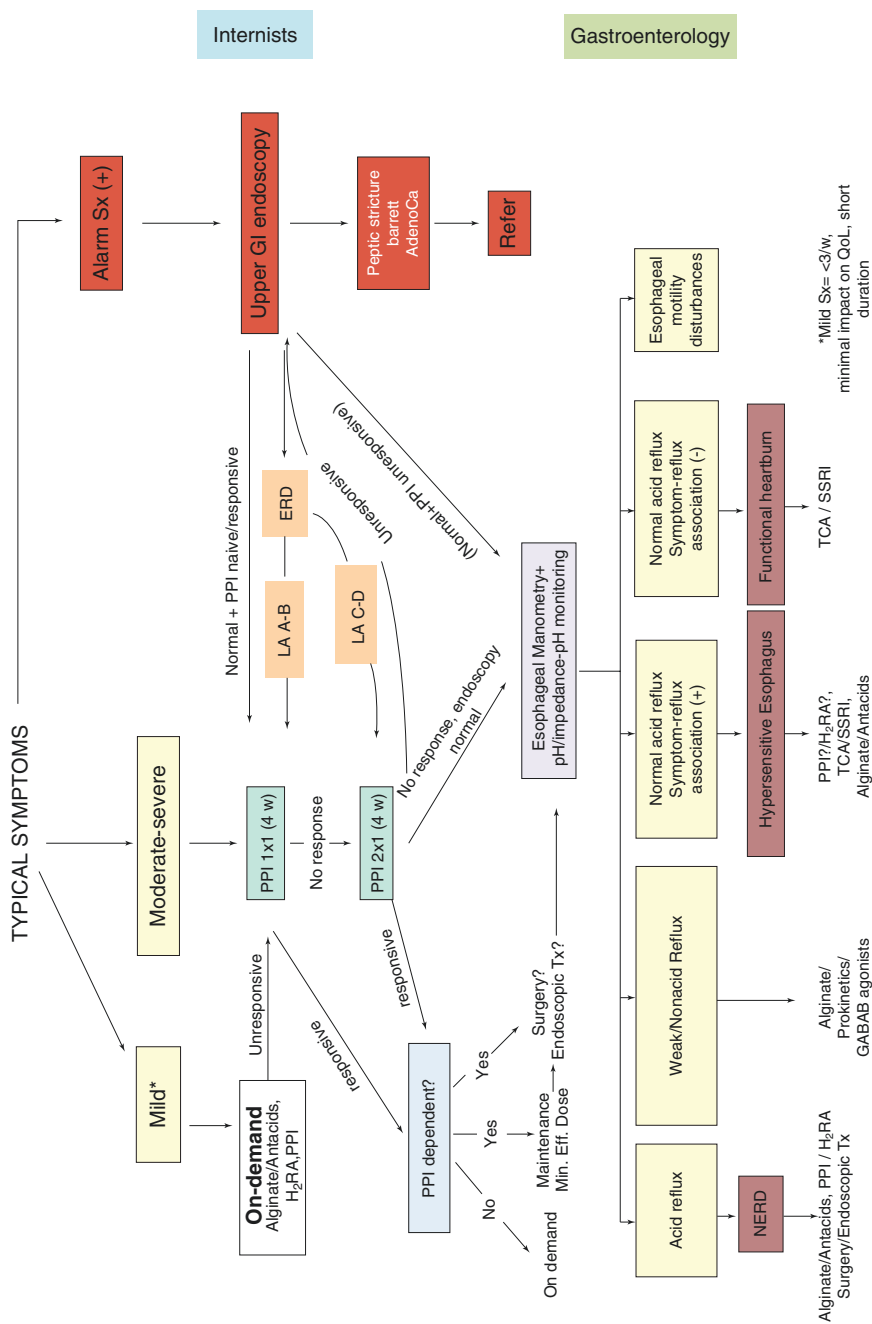 TYPICAL SYMPTOMS
Internists
Mild*
Moderate-severe
Alarm Sx (+)
On-demand
Alginate/Antacids,
H₂RA,PPI
Unresponsive
PPI 1x1 (4 w)
Normal + PPI naive/responsive
LA A-B
ERD
Upper GI endoscopy
No response
LA C-D
Unresponsive
responsive
PPI 2x1 (4 w)
Peptic stricture
barrett
AdenoCa
(Normal+PPI unresponsive)
responsive
No response, endoscopy
normal
Refer
PPI dependent?
No
Yes
Yes
On demand
Maintenance
Min. Eff. Dose
Surgery?
Endoscopic Tx?
Esophageal Manometry+
pH/impedance-pH monitoring
Gastroenterology
Acid reflux
Weak/Nonacid Reflux
Normal acid reflux
Symptom-reflux
association (+)
Normal acid reflux
Symptom-reflux
association (-)
Esophageal
motility
disturbances
NERD
Hypersensitive Esophagus
Functional heartburn
Alginate/Antacids, PPI / H₂RA
Surgery/Endoscopic Tx
Alginate/
Prokinetics/
GABAB agonists
PPI?/H₂RA?,
TCA/SSRI,
Alginate/Antacids
TCA / SSRI
*Mild Sx= <3/w,
minimal impact on QoL, short
duration